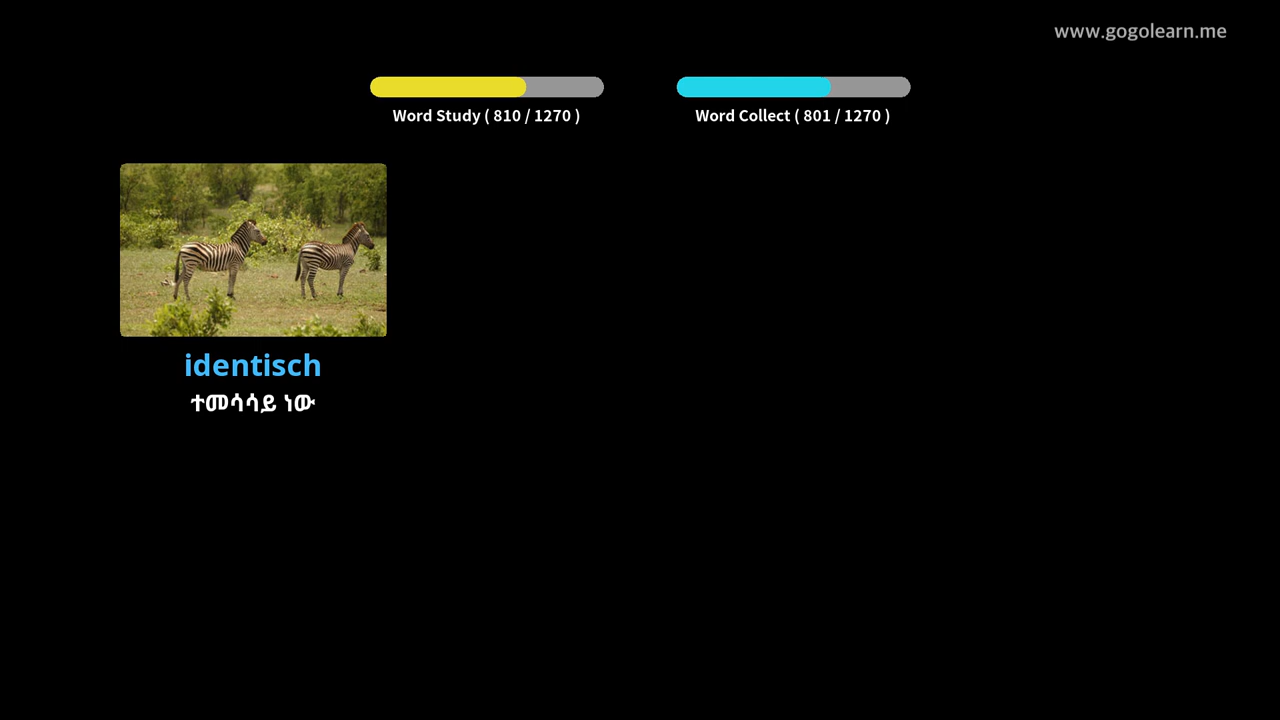 www.gogolearn.me
Word Study ( 810 / 1270 )
Word Collect ( 801 / 1270 )
identisch
ተመሳሳይ ነው